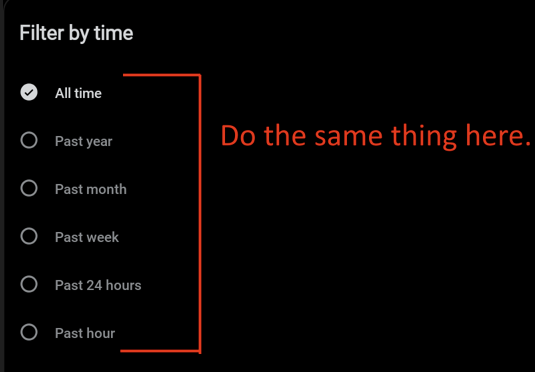 Filter by time
All time
Do the same thing here.
Past year
Past month
Past week
Past 24 hours
Past hour